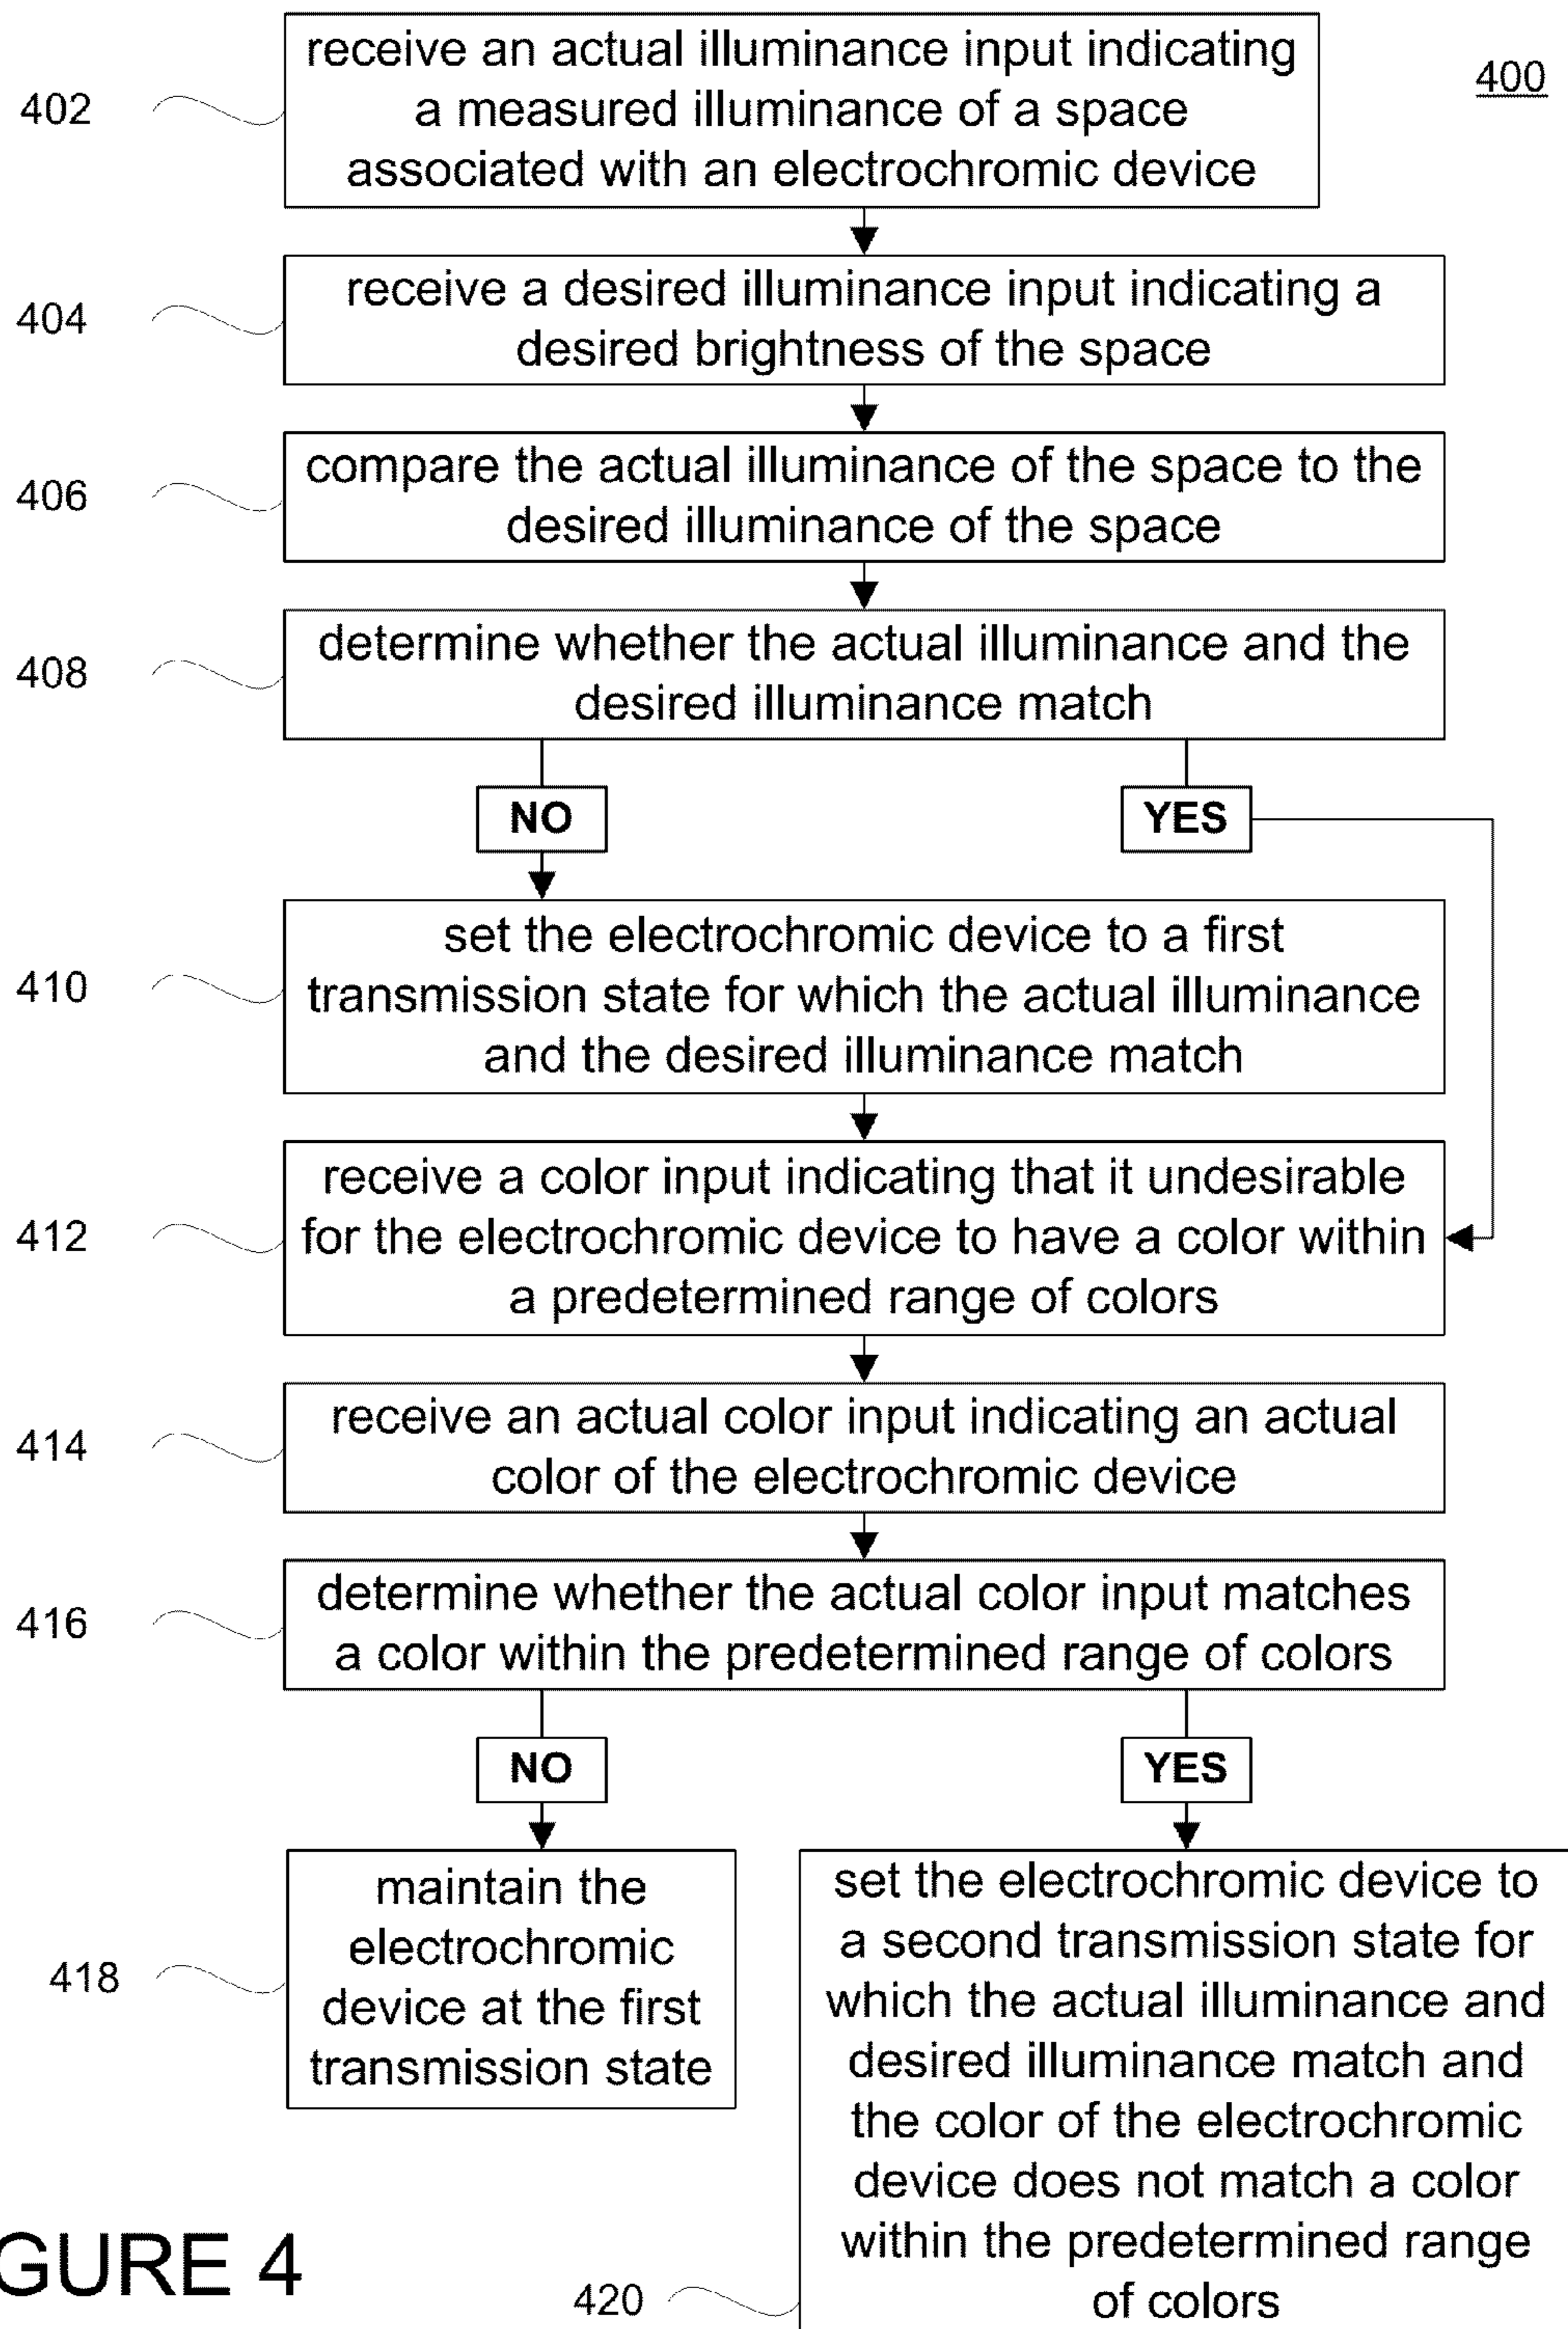 400
402
receive an actual illuminance input indicating
a measured illuminance of a space
associated with an electrochromic device
404
receive a desired illuminance input indicating a
desired brightness of the space
406
compare the actual illuminance of the space to the
desired illuminance of the space
408
determine whether the actual illuminance and the
desired illuminance match
NO
YES
410
set the electrochromic device to a first
transmission state for which the actual illuminance
and the desired illuminance match
412
receive a color input indicating that it undesirable
for the electrochromic device to have a color within
a predetermined range of colors
414
receive an actual color input indicating an actual
color of the electrochromic device
416
determine whether the actual color input matches
a color within the predetermined range of colors
NO
YES
418
maintain the
electrochromic
device at the first
transmission state
420
set the electrochromic device to
a second transmission state for
which the actual illuminance and
desired illuminance match and
the color of the electrochromic
device does not match a color
within the predetermined range
of colors
GURE 4